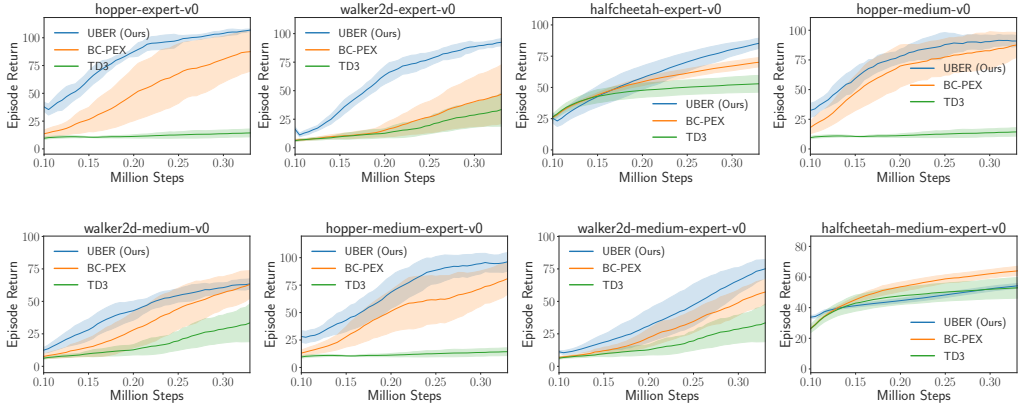 hopper-expert-v0
Episode Return
100
75
50
25
0
UBER (Ours)
BC-PEX
TD3
0.10 0.15 0.20 0.25 0.30
Million Steps
walker2d-expert-v0
Episode Return
100
75
50
25
0
UBER (Ours)
BC-PEX
TD3
0.10 0.15 0.20 0.25 0.30
Million Steps
halfcheetah-expert-v0
Episode Return
100
75
50
25
0
UBER (Ours)
BC-PEX
TD3
0.10 0.15 0.20 0.25 0.30
Million Steps
hopper-medium-v0
Episode Return
100
75
50
25
0
UBER (Ours)
BC-PEX
TD3
0.10 0.15 0.20 0.25 0.30
Million Steps
walker2d-medium-v0
Episode Return
100
75
50
25
0
UBER (Ours)
BC-PEX
TD3
0.10 0.15 0.20 0.25 0.30
Million Steps
hopper-medium-expert-v0
Episode Return
100
75
50
25
0
UBER (Ours)
BC-PEX
TD3
0.10 0.15 0.20 0.25 0.30
Million Steps
walker2d-medium-expert-v0
Episode Return
100
75
50
25
0
UBER (Ours)
BC-PEX
TD3
0.10 0.15 0.20 0.25 0.30
Million Steps
halfcheetah-medium-expert-v0
Episode Return
80
60
40
20
0
UBER (Ours)
BC-PEX
TD3
0.10 0.15 0.20 0.25 0.30
Million Steps